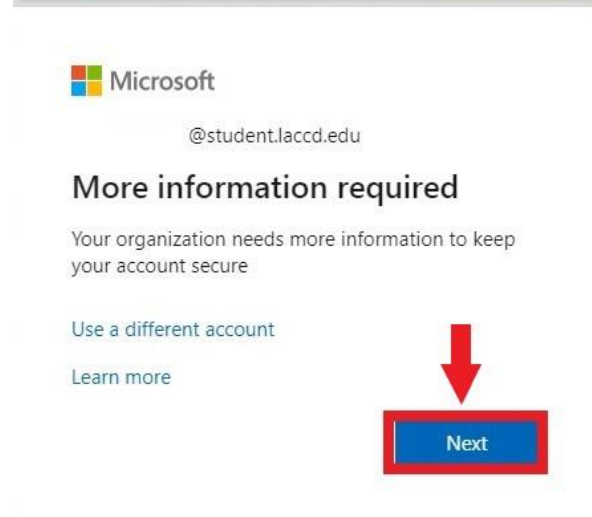 Microsoft
@student.laccd.edu
More information required
Your organization needs more information to keep
your account secure
Use a different account
Learn more
Next